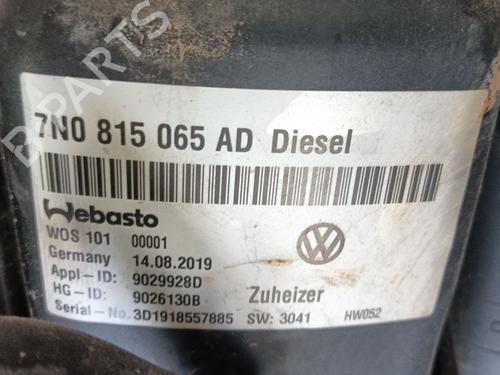 7N0 815 065 AD Diesel
Webasto
WOS 101 00001
Germany 14.08.2019
Appl-ID: 9029928D
HG-ID: 9026130B
Serial-No. 3D1918557885
Zuheizer
SW: 3041 HW052
B-PARTS